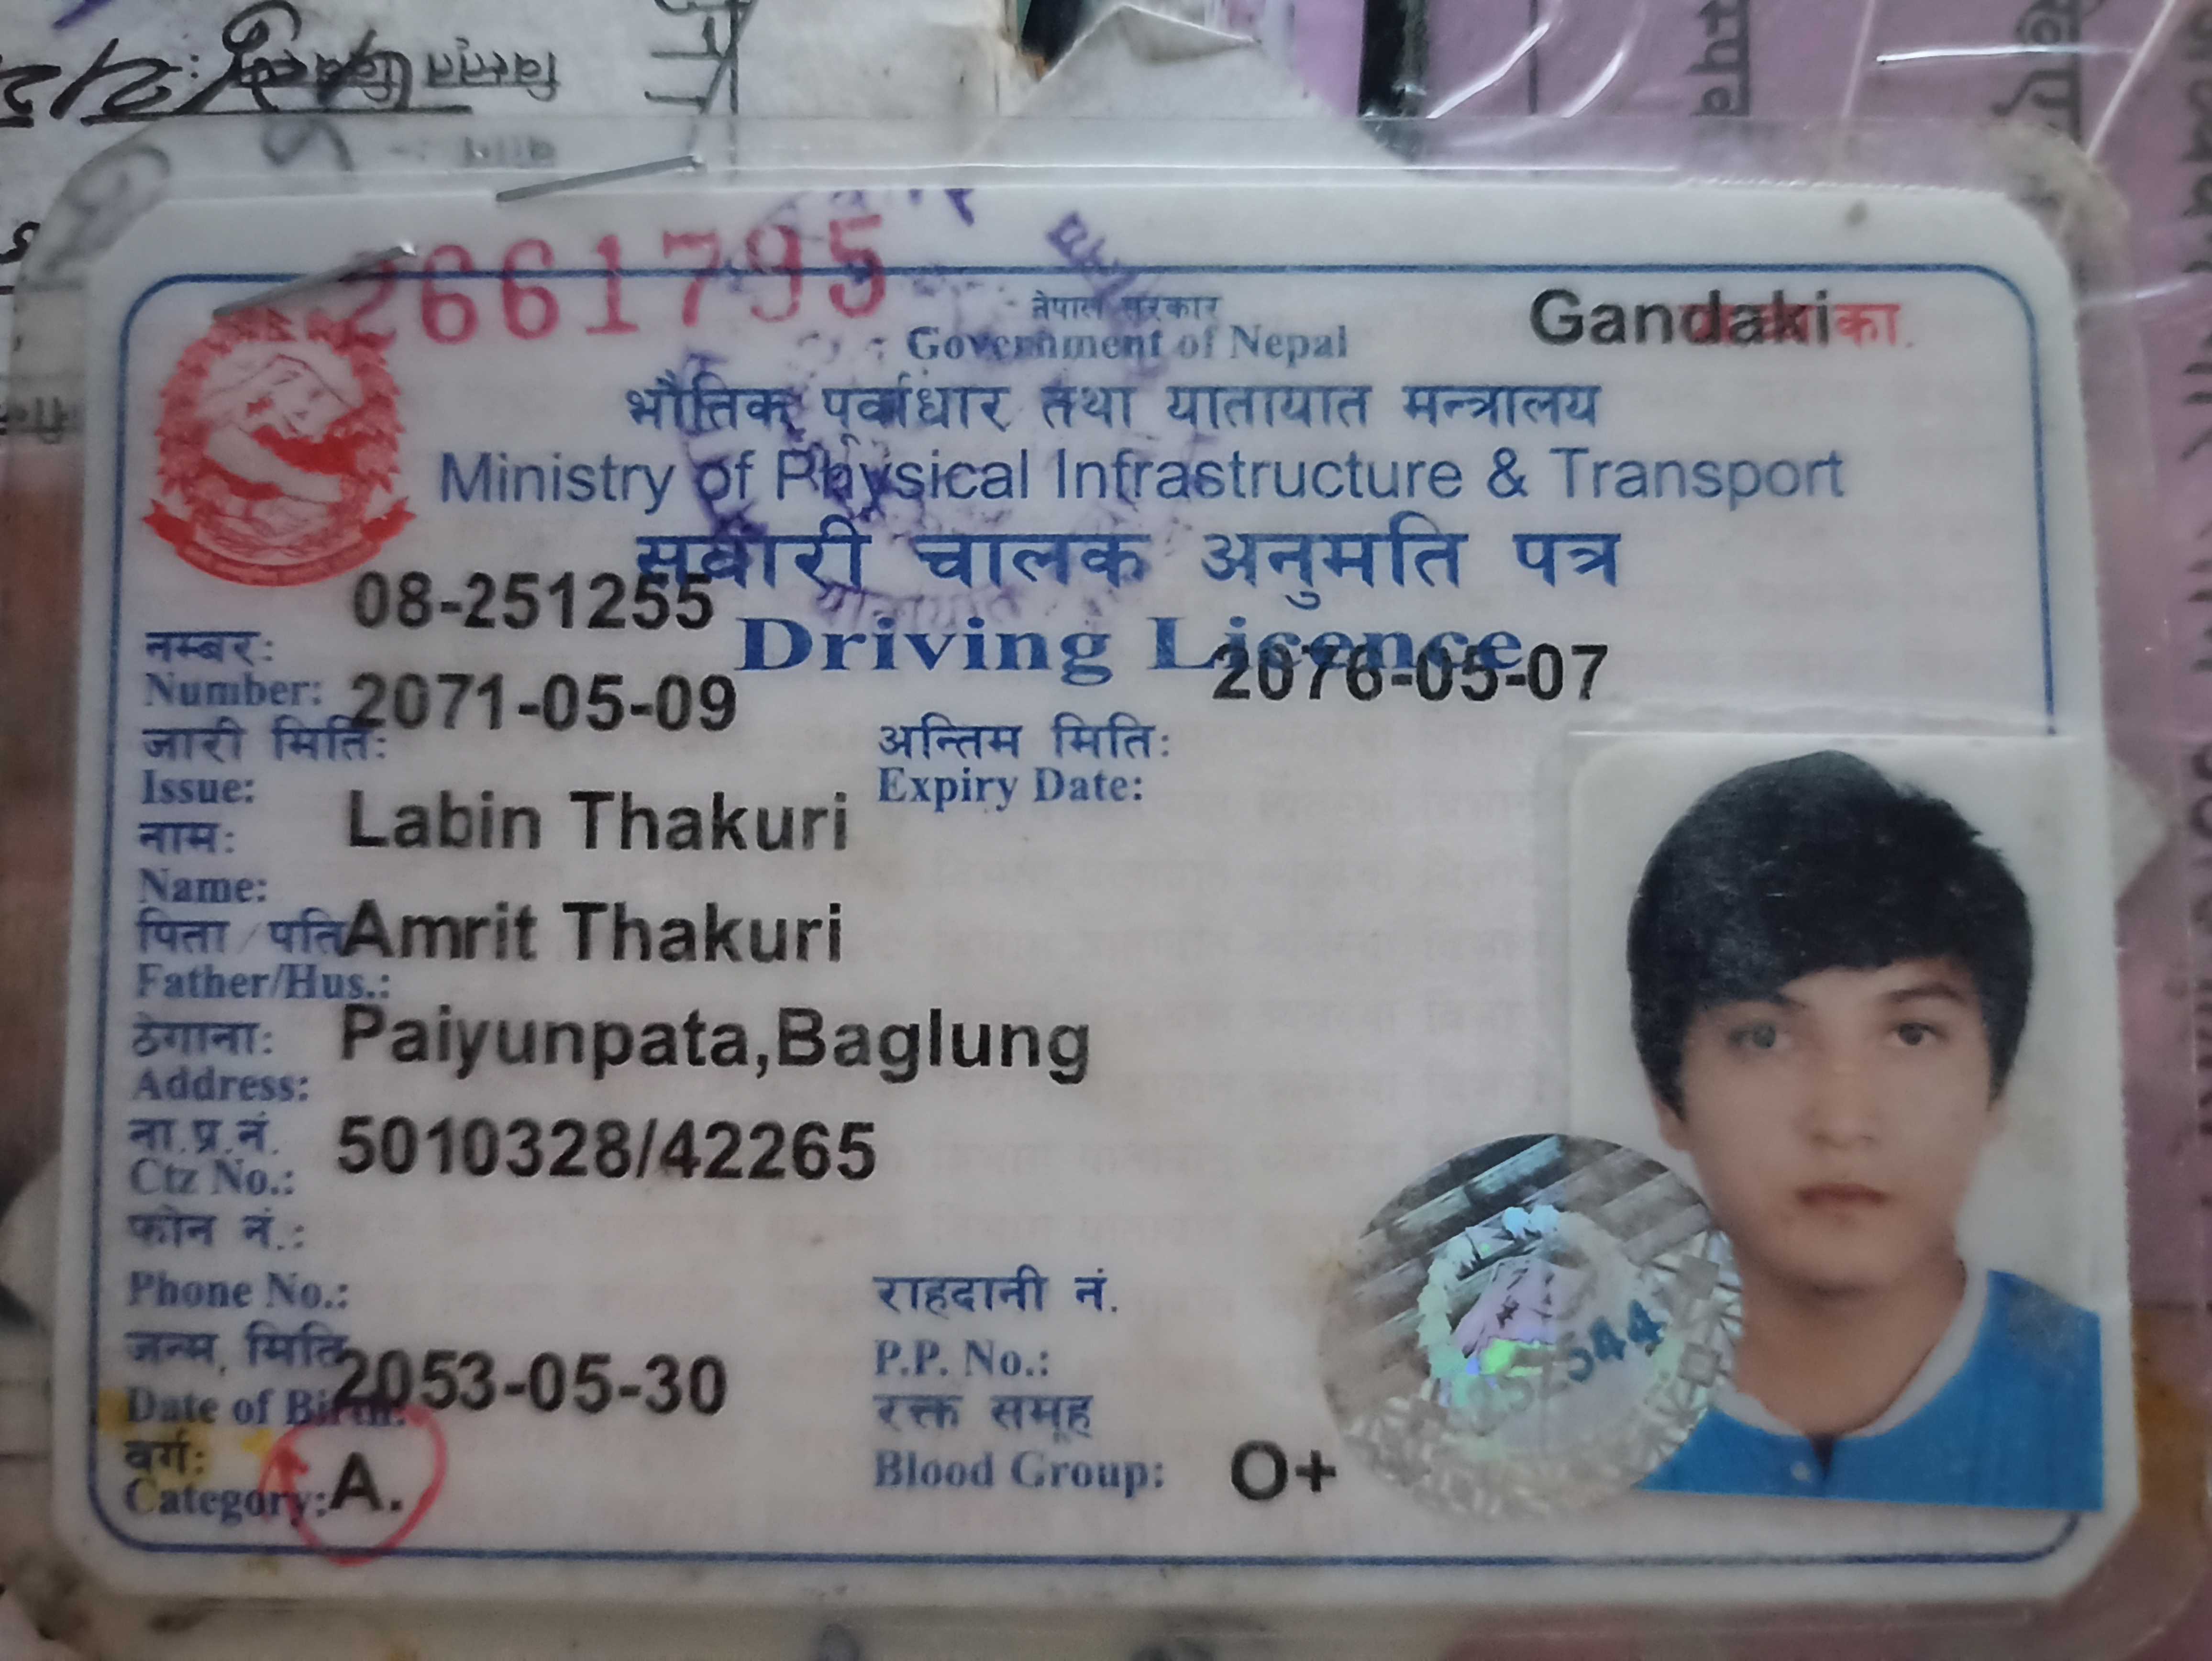 2661795
नेपाल सरकार
Government of Nepal
Gandaki का.
भौतिक पूर्वाधार तथा यातायात मन्त्रालय
Ministry of Physical Infrastructure & Transport
सवारी चालक अनुमति पत्र
Driving Licence
नम्बर:
Number: 08-251255
जारी मिति:
Issue: 2071-05-09
अन्तिम मिति:
Expiry Date: 2076-05-07
नाम:
Name: Labin Thakuri
पिता/पति
Father/Hus.: Amrit Thakuri
ठेगाना:
Address: Paiyunpata,Baglung
ना.प्र.नं.
Ctz No.: 5010328/42265
फोन नं.:
Phone No.:
राहदानी नं.
P.P. No.:
जन्म, मिति
Date of Birth: 2053-05-30
रक्त समूह
Blood Group: O+
वर्ग:
Category: A.
विस्तृत
यातायात